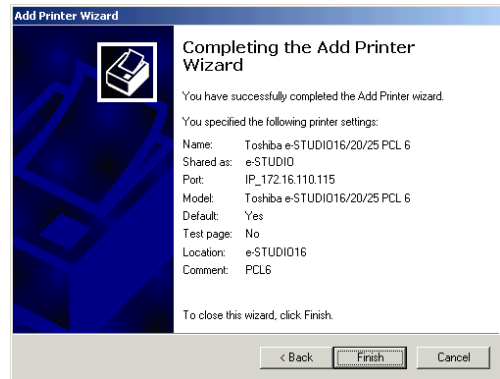 Add Printer Wizard
Completing the Add Printer
Wizard
You have successfully completed the Add Printer wizard.
You specified the following printer settings:
Name: Toshiba e-STUDIO16/20/25 PCL 6
Shared as: e-STUDIO
Port: IP_172.16.110.115
Model: Toshiba e-STUDIO16/20/25 PCL 6
Default: Yes
Test page: No
Location: e-STUDIO16
Comment: PCL6
To close this wizard, click Finish.
< Back Finish Cancel